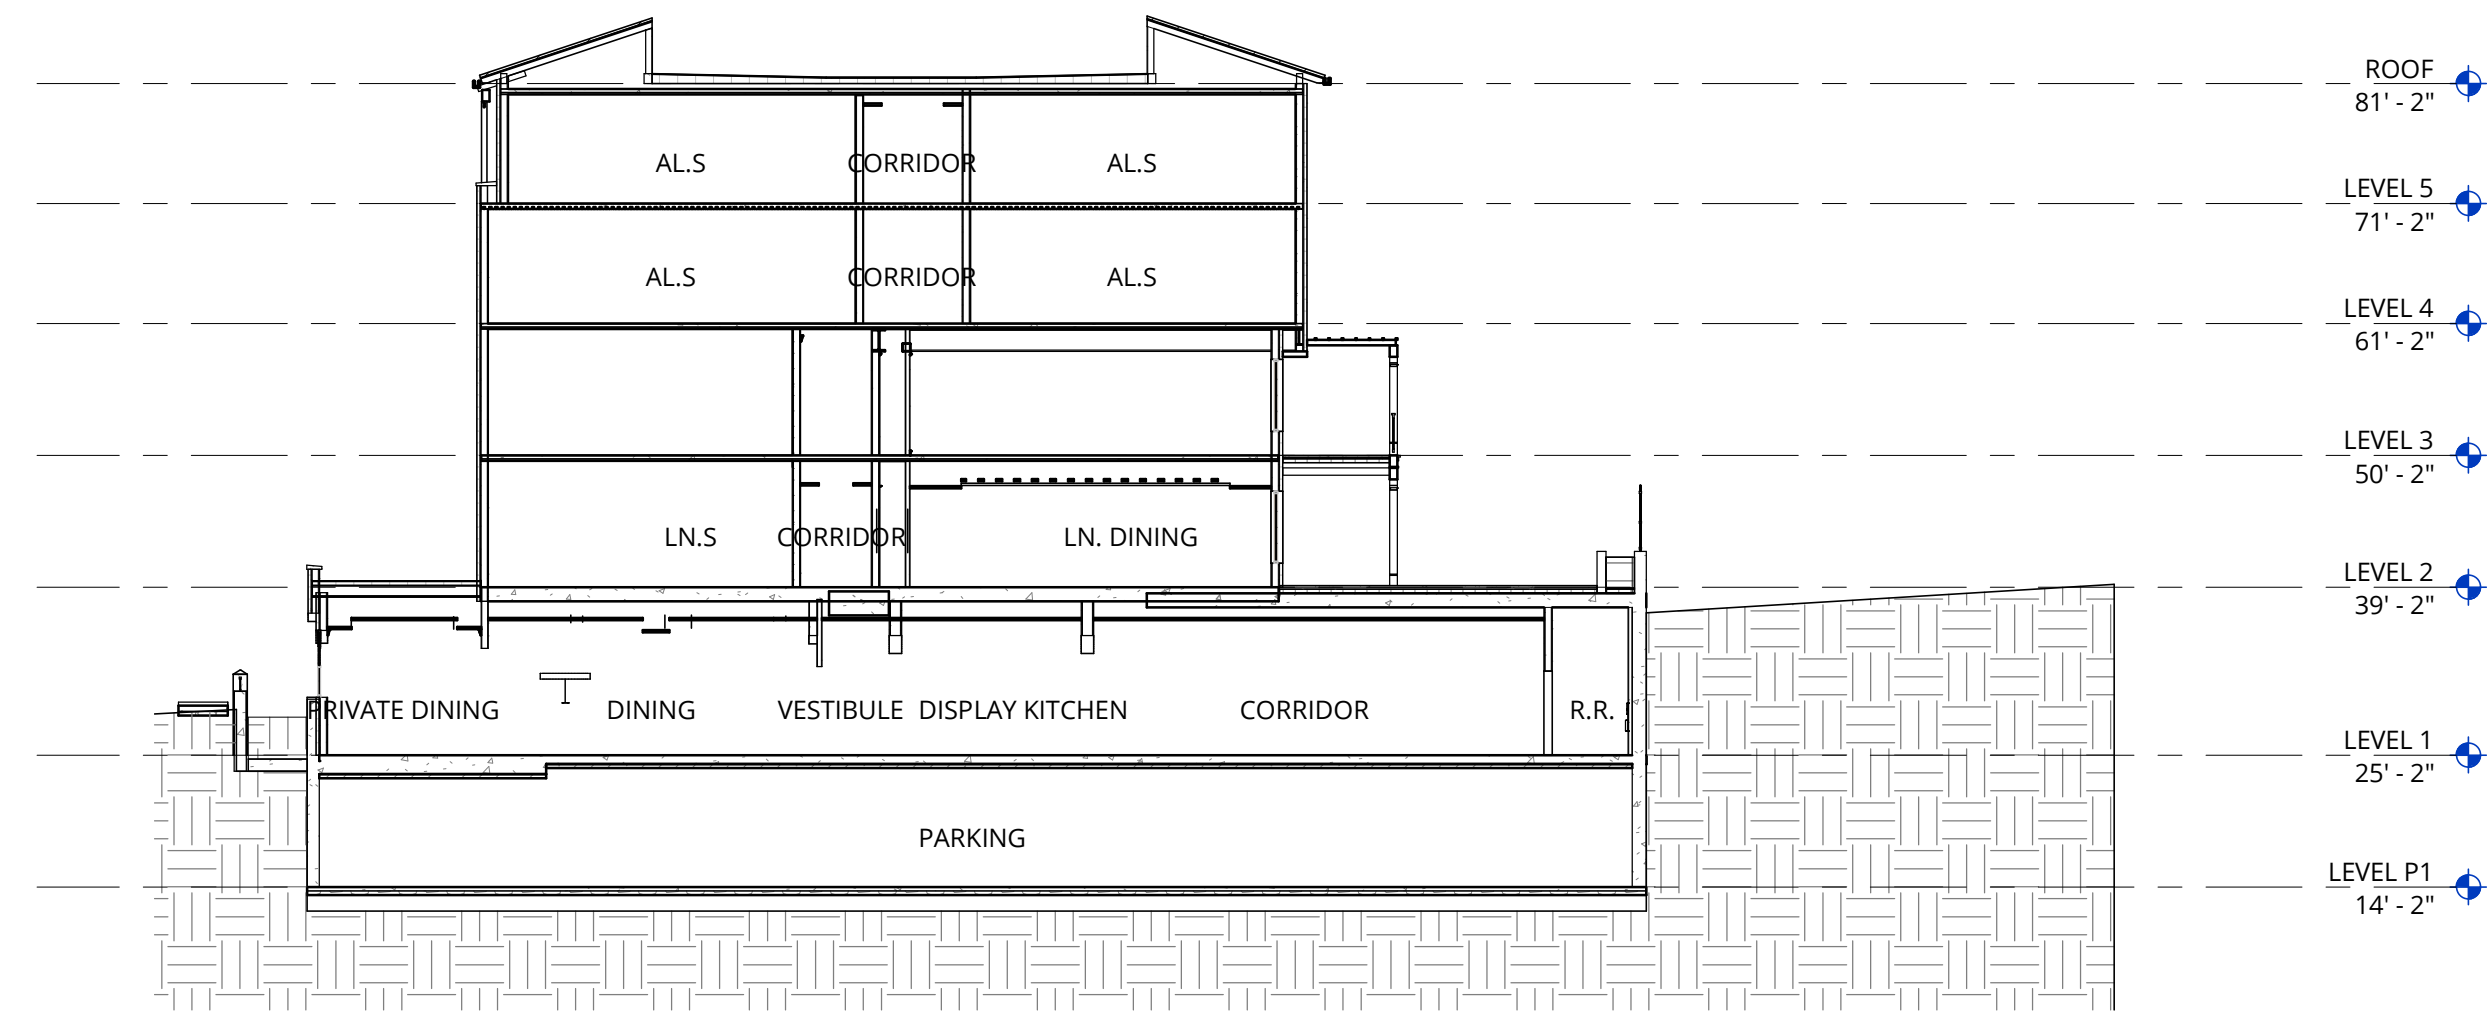 ROOF
81' - 2"
AL.S CORRIDOR AL.S
LEVEL 5
71' - 2"
AL.S CORRIDOR AL.S
LEVEL 4
61' - 2"
LEVEL 3
50' - 2"
LN.S CORRIDOR LN. DINING
LEVEL 2
39' - 2"
PRIVATE DINING DINING VESTIBULE DISPLAY KITCHEN CORRIDOR R.R.
LEVEL 1
25' - 2"
PARKING
LEVEL P1
14' - 2"